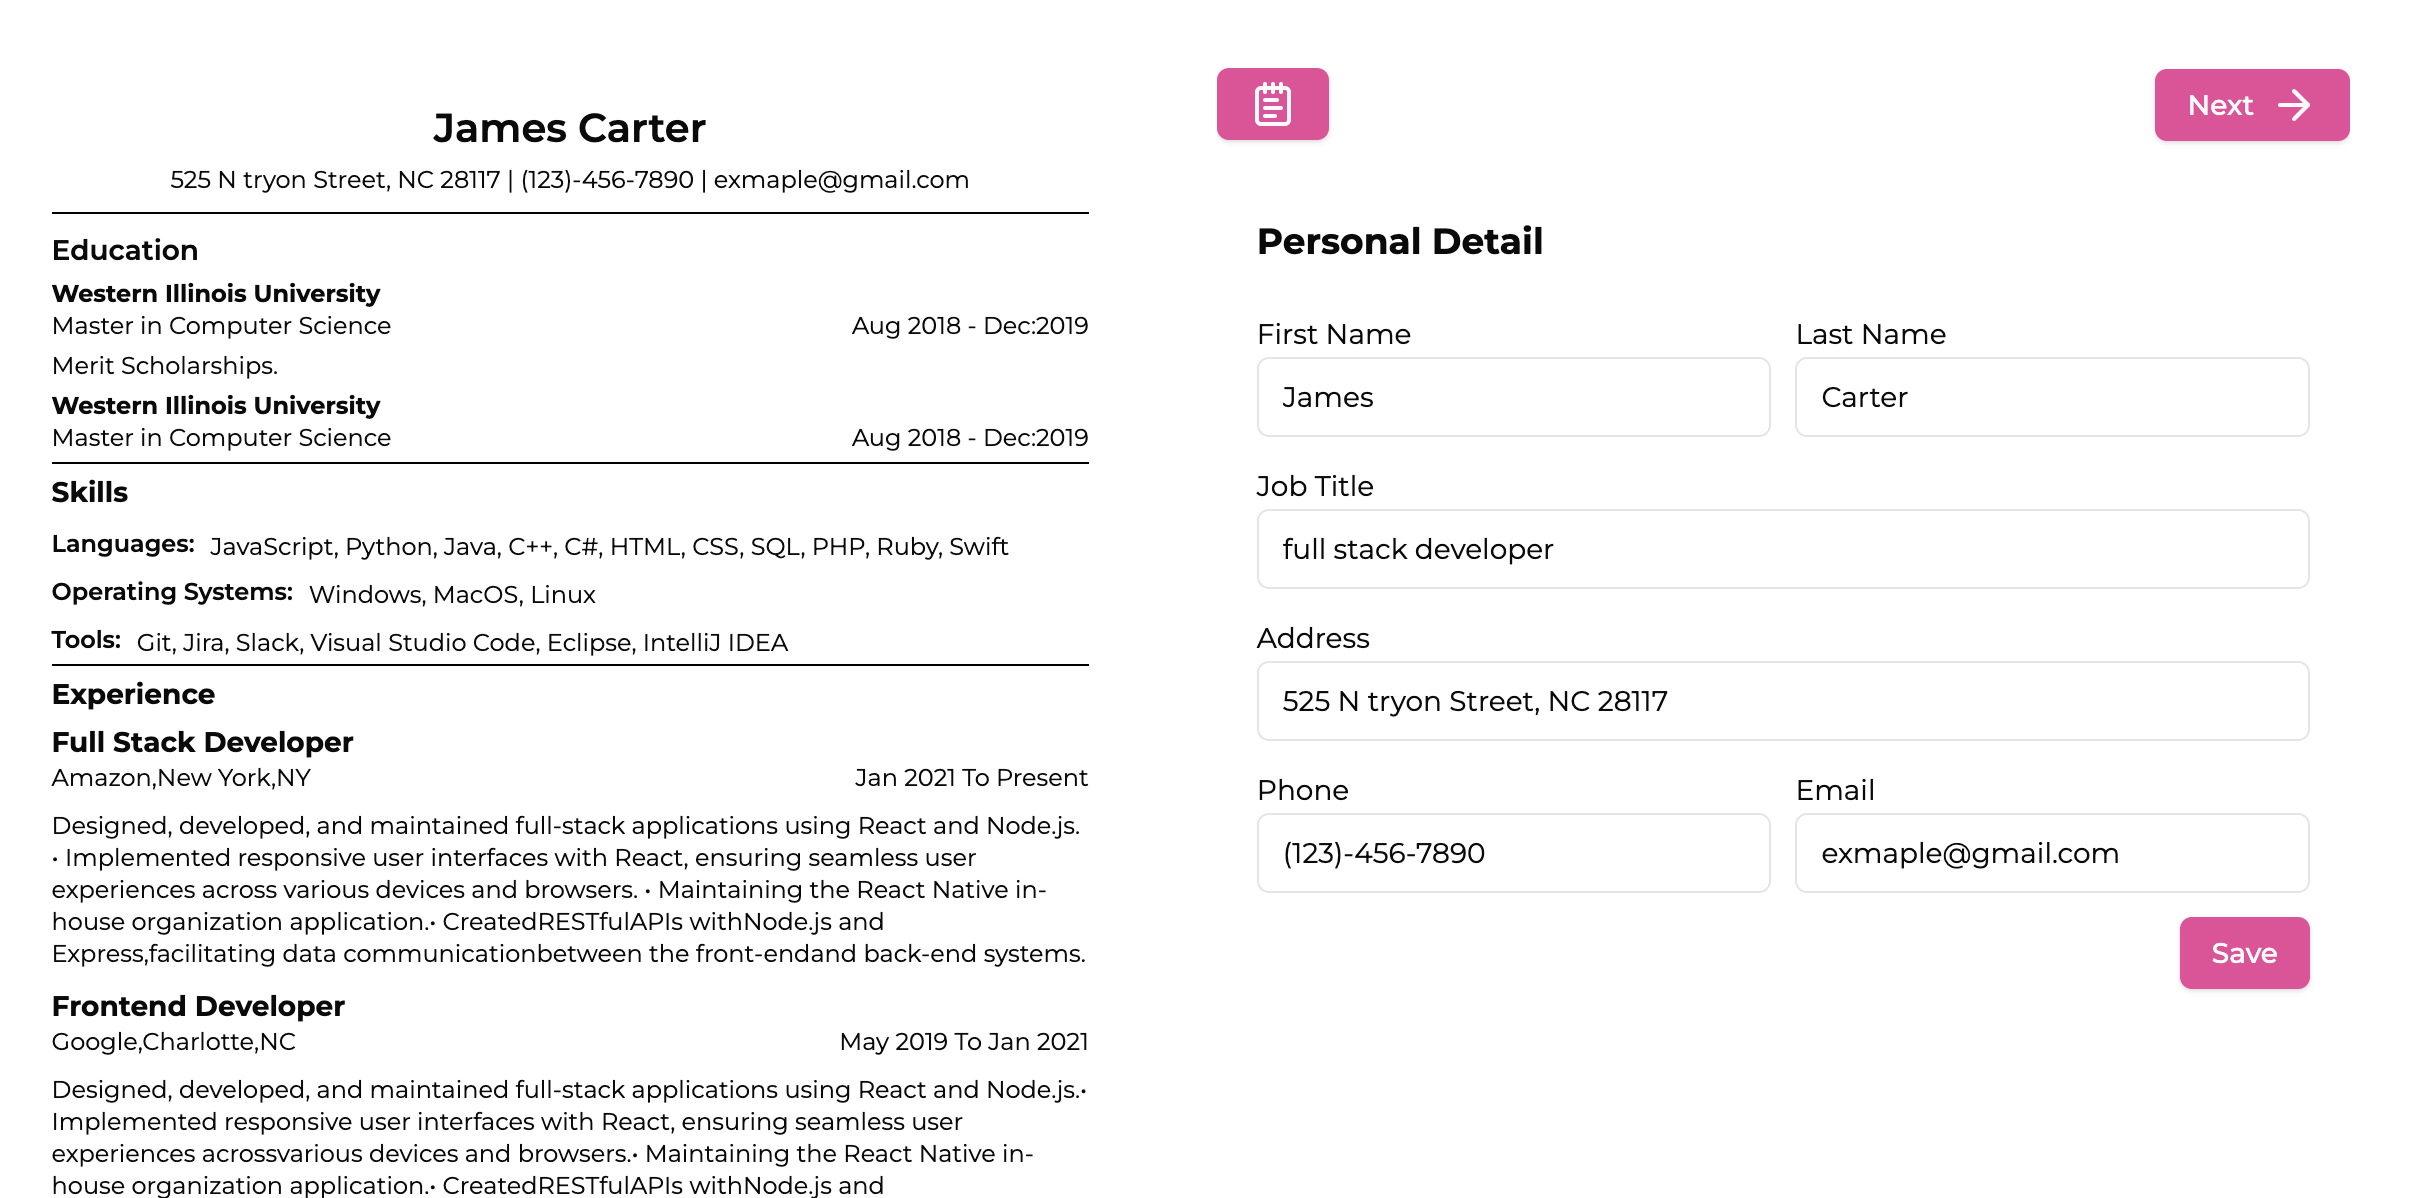 James Carter
525 N tryon Street, NC 28117 | (123)-456-7890 | exmaple@gmail.com
Education
Western Illinois University
Master in Computer Science Aug 2018 - Dec:2019
Merit Scholarships.
Western Illinois University
Master in Computer Science Aug 2018 - Dec:2019
Skills
Languages: JavaScript, Python, Java, C++, C#, HTML, CSS, SQL, PHP, Ruby, Swift
Operating Systems: Windows, MacOS, Linux
Tools: Git, Jira, Slack, Visual Studio Code, Eclipse, IntelliJ IDEA
Experience
Full Stack Developer
Amazon,New York,NY Jan 2021 To Present
Designed, developed, and maintained full-stack applications using React and Node.js.
• Implemented responsive user interfaces with React, ensuring seamless user
experiences across various devices and browsers. • Maintaining the React Native in-
house organization application.• CreatedRESTfulAPIs withNode.js and
Express,facilitating data communicationbetween the front-endand back-end systems.
Frontend Developer
Google,Charlotte,NC May 2019 To Jan 2021
Designed, developed, and maintained full-stack applications using React and Node.js.•
Implemented responsive user interfaces with React, ensuring seamless user
experiences acrossvarious devices and browsers.• Maintaining the React Native in-
house organization application.• CreatedRESTfulAPIs withNode.js and
Next
Personal Detail
First Name Last Name
James Carter
Job Title
full stack developer
Address
525 N tryon Street, NC 28117
Phone Email
(123)-456-7890 exmaple@gmail.com
Save